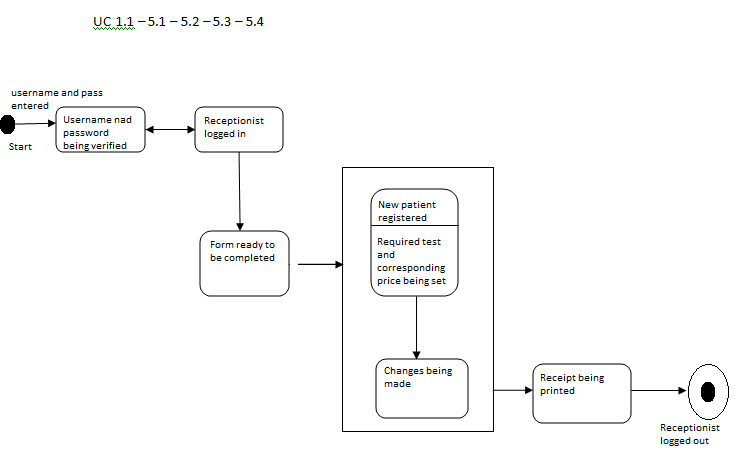 UC 1.1 – 5.1 – 5.2 – 5.3 – 5.4
username and pass
entered
Start
Username nad
password
being verified
Receptionist
logged in
Form ready to
be completed
New patient
registered
Required test
and
corresponding
price being set
Changes being
made
Receipt being
printed
Receptionist
logged out